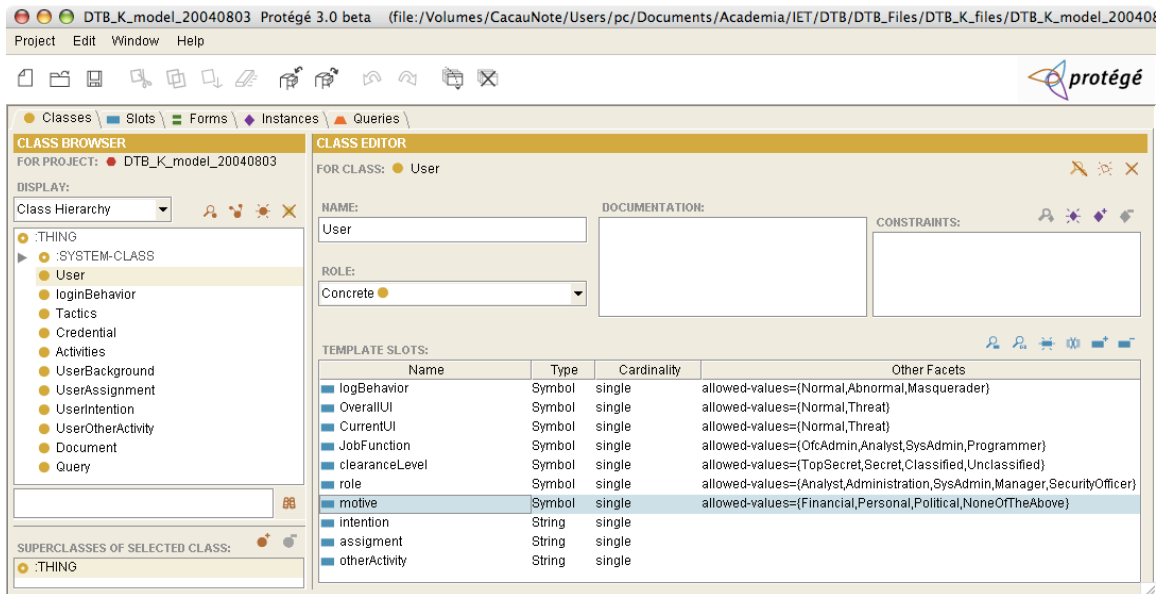 DTB_K_model_20040803 Protégé 3.0 beta (file:/Volumes/CacauNote/Users/pc/Documents/Academia/IET/DTB/DTB_Files/DTB_K_files/DTB_K_model_200408
Project Edit Window Help
protégé
Classes Slots Forms Instances Queries
CLASS BROWSER
FOR PROJECT: DTB_K_model_20040803
DISPLAY:
Class Hierarchy
:THING
:SYSTEM-CLASS
User
loginBehavior
Tactics
Credential
Activities
UserBackground
UserAssignment
UserIntention
UserOtherActivity
Document
Query
SUPERCLASSES OF SELECTED CLASS:
:THING
CLASS EDITOR
FOR CLASS: User
NAME:
User
DOCUMENTATION:
CONSTRAINTS:
ROLE:
Concrete
TEMPLATE SLOTS:
Name Type Cardinality Other Facets
logBehavior Symbol single allowed-values={Normal,Abnormal,Masquerader}
OverallUI Symbol single allowed-values={Normal,Threat}
CurrentUI Symbol single allowed-values={Normal,Threat}
JobFunction Symbol single allowed-values={OfcAdmin,Analyst,SysAdmin,Programmer}
clearanceLevel Symbol single allowed-values={TopSecret,Secret,Classified,Unclassified}
role Symbol single allowed-values={Analyst,Administration,SysAdmin,Manager,SecurityOfficer}
motive Symbol single allowed-values={Financial,Personal,Political,NoneOfTheAbove}
intention String single
assigment String single
otherActivity String single